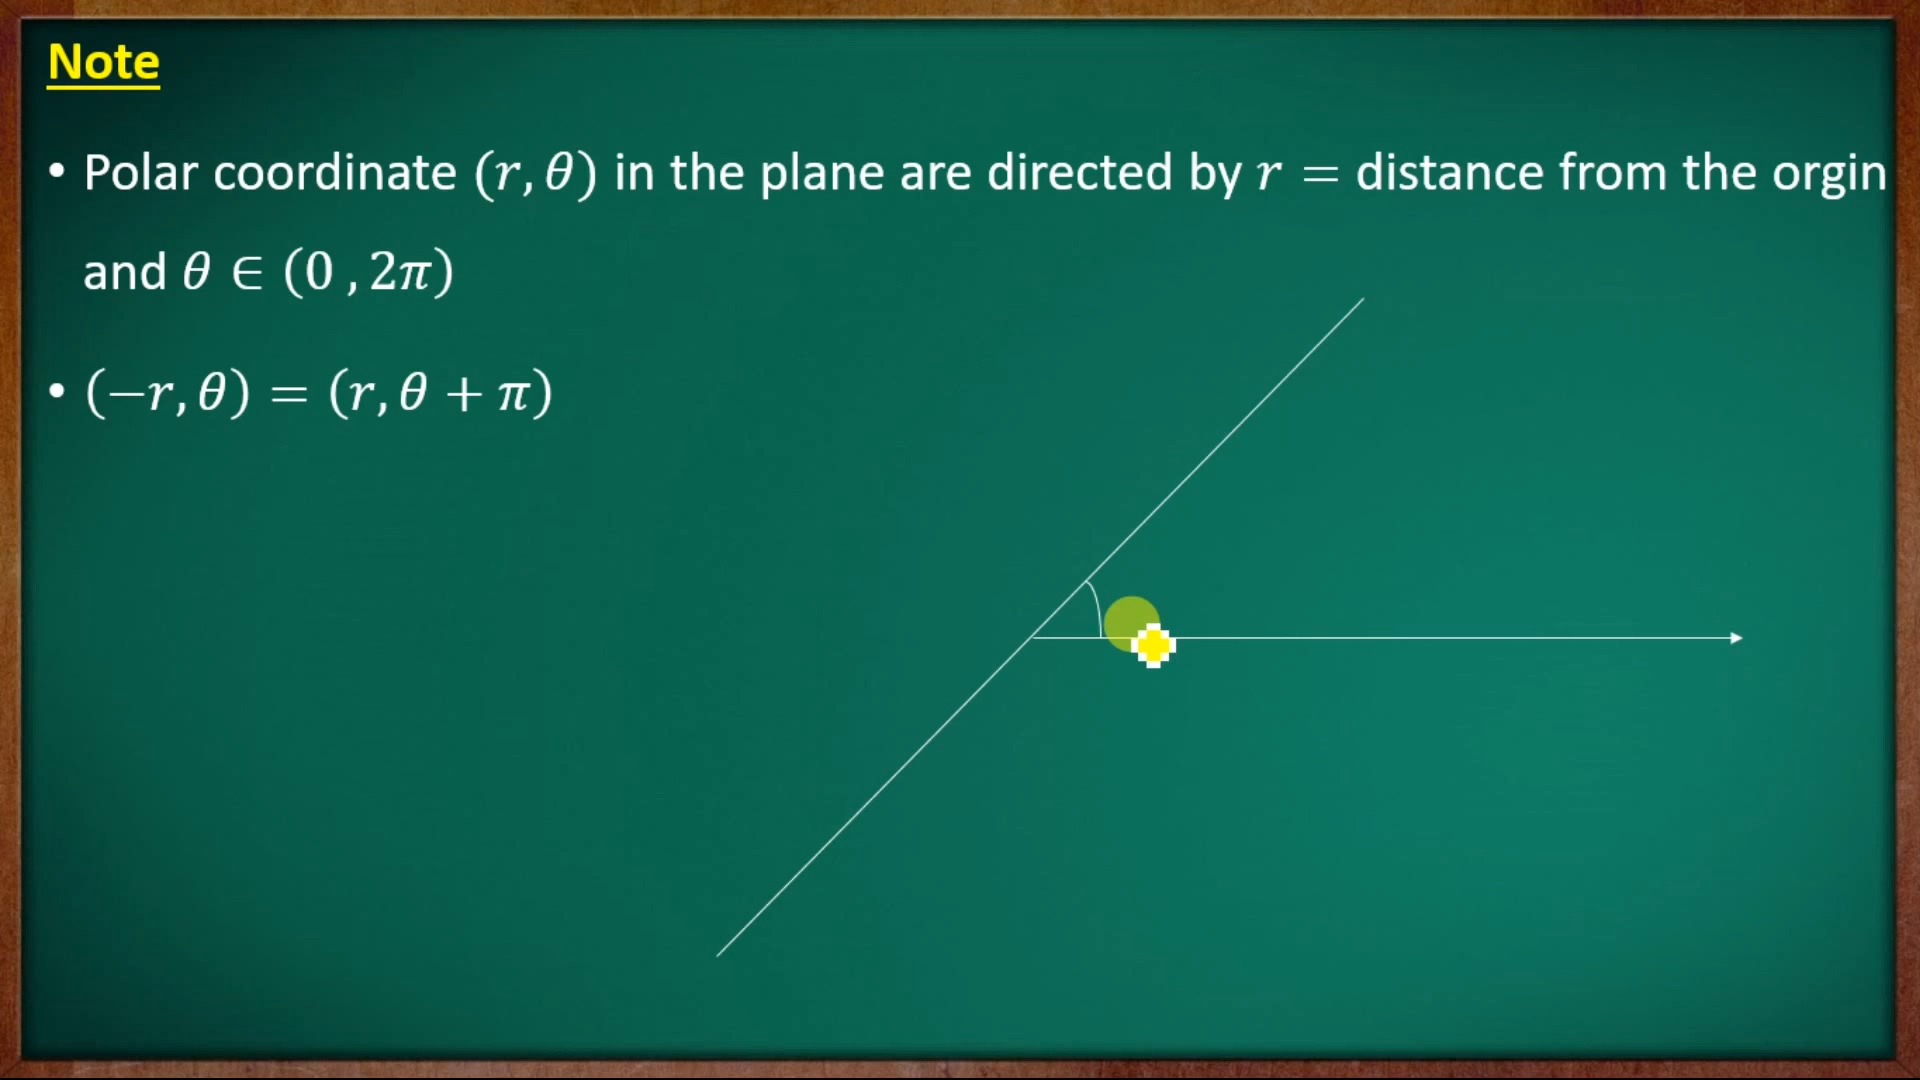 Note
• Polar coordinate (r, θ) in the plane are directed by r = distance from the orgin
and θ ∈ (0 , 2π)
• (−r, θ) = (r, θ + π)